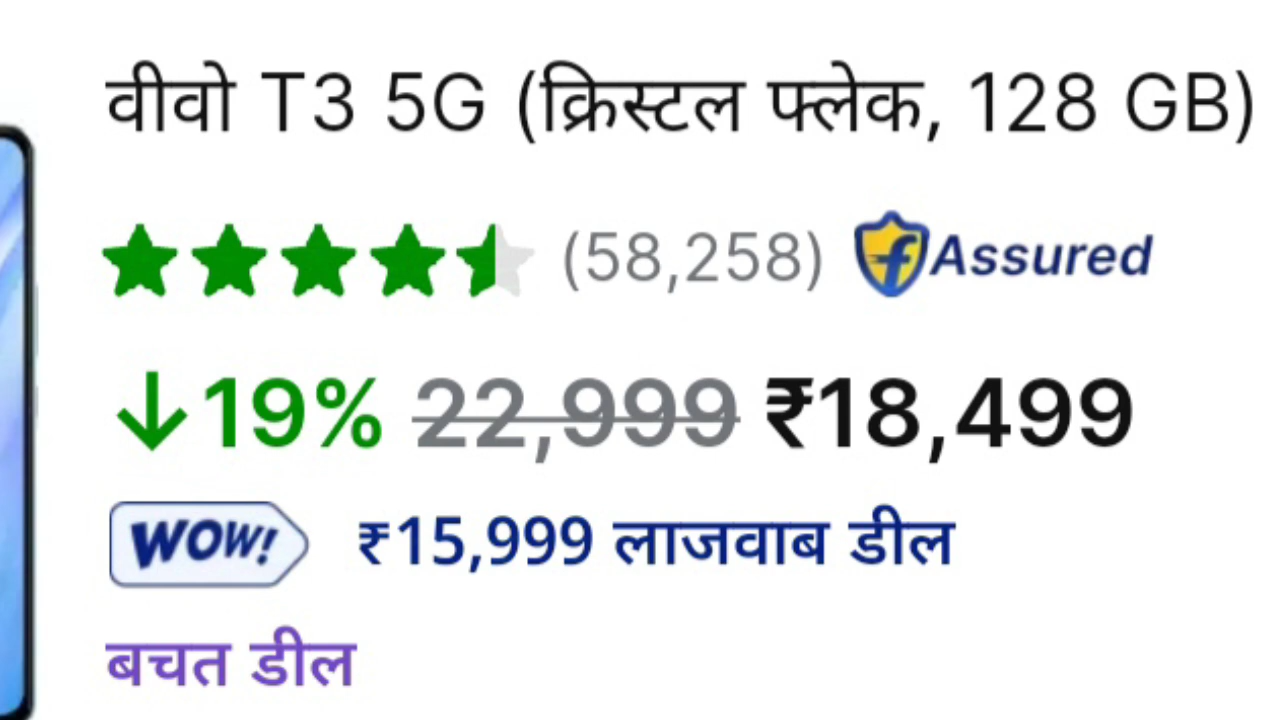 वीवो T3 5G (क्रिस्टल फ्लेक, 128 GB)
(58,258) f Assured
↓19% 22,999 ₹18,499
WOW! ₹15,999 लाजवाब डील
बचत डील